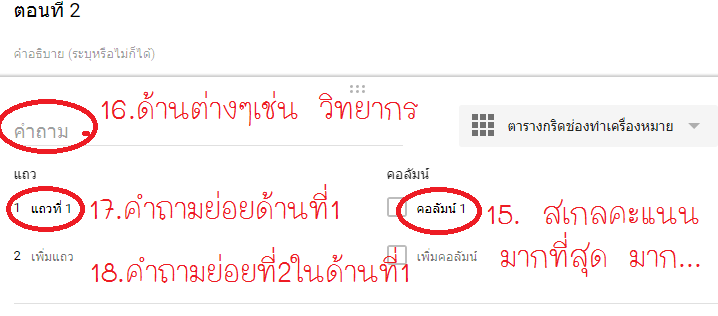 ตอนที่ 2
คำอธิบาย (ระบุหรือไม่ก็ได้)
16.ด้านต่างๆเช่น วิทยากร
คำถาม
ตารางกริดช่องทำเครื่องหมาย
แถว
คอลัมน์
1 แถวที่ 1
17.คำถามย่อยด้านที่1
คอลัมน์ 1
15. สเกลคะแนน
2 เพิ่มแถว
18.คำถามย่อยที่2ในด้านที่1
เพิ่มคอลัมน์
มากที่สุด มาก...